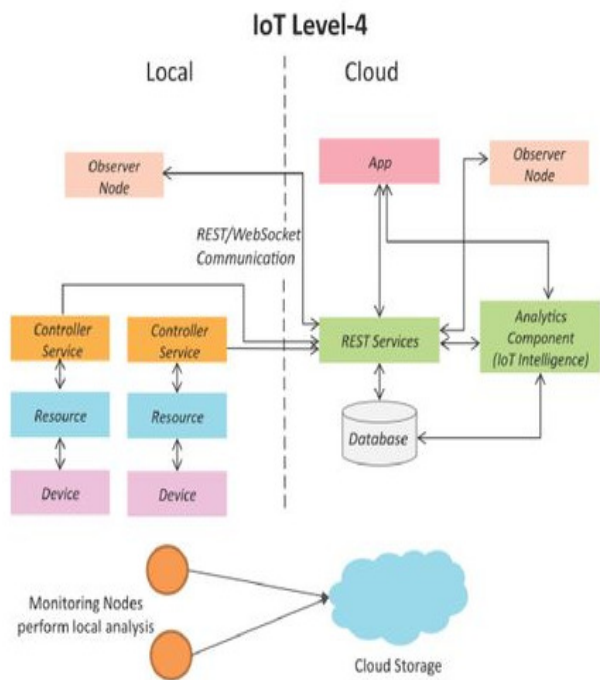 IoT Level-4
Local
Cloud
Observer
Node
App
Observer
Node
REST/WebSocket
Communication
Controller
Service
Controller
Service
REST Services
Analytics
Component
(IoT Intelligence)
Resource
Resource
Database
Device
Device
Monitoring Nodes
perform local analysis
Cloud Storage